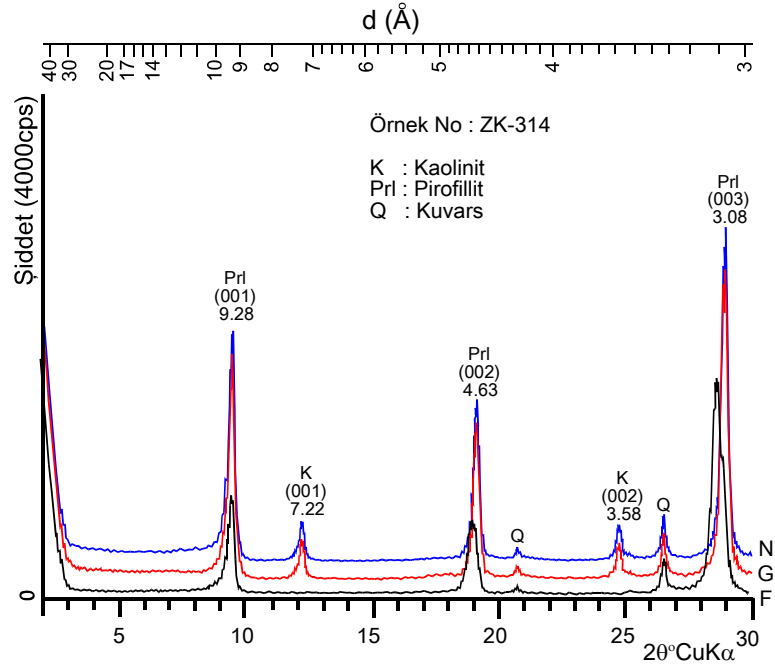 d (Å)
40 30 20 17 14 10 9 8 7 6 5 4 3
Örnek No : ZK-314
K : Kaolinit
Prl : Pirofillit
Q : Kuvars
Prl
(003)
3.08
Prl
(001)
9.28
Prl
(002)
4.63
K
(001)
7.22
K
(002)
3.58
Q
Q
N
G
F
Şiddet (4000cps)
0
5 10 15 20 25 30
2θ°CuKα